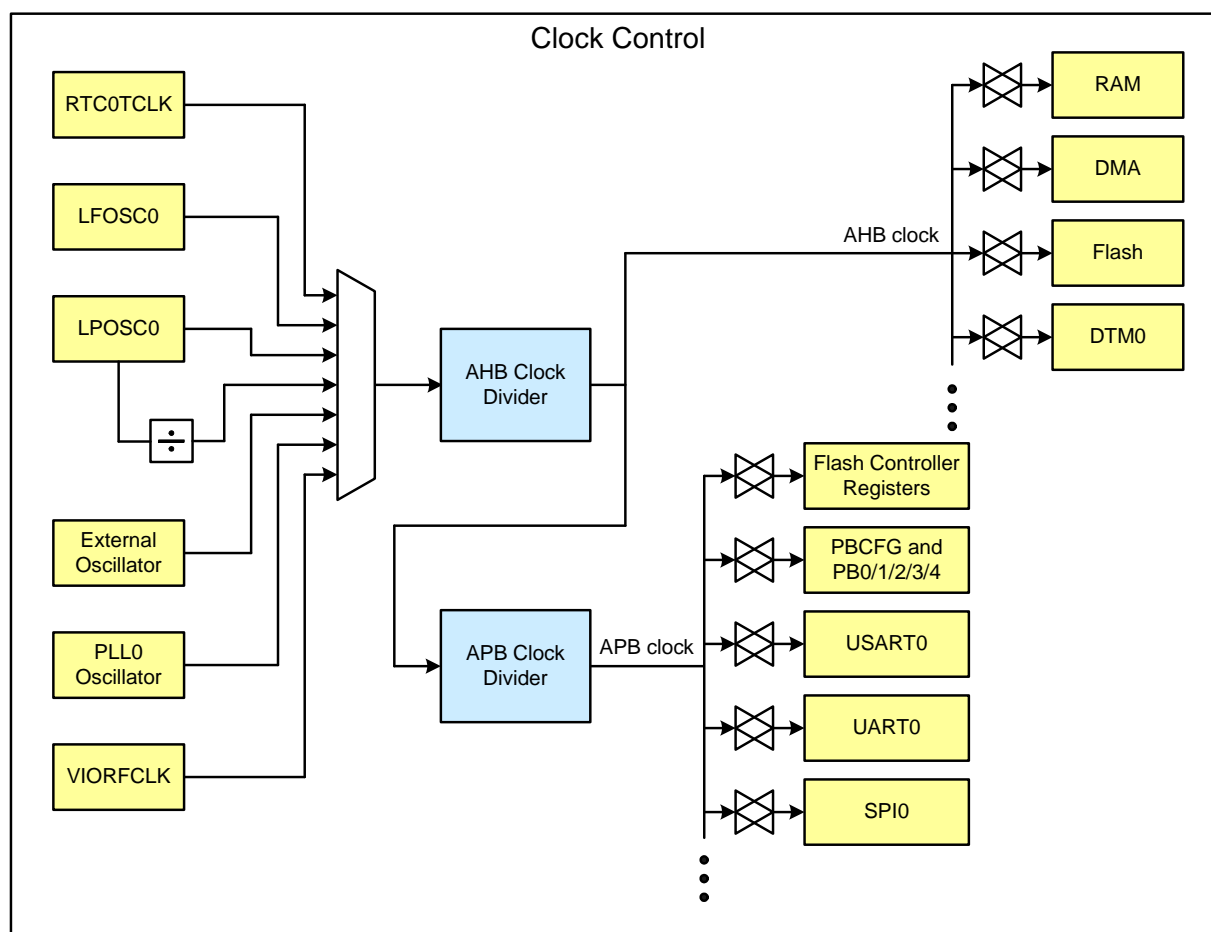 Clock Control
RTC0TCLK
LFOSC0
LPOSC0
÷
External
Oscillator
PLL0
Oscillator
VIORFCLK
AHB Clock
Divider
APB Clock
Divider
AHB clock
APB clock
RAM
DMA
Flash
DTM0
Flash Controller
Registers
PBCFG and
PB0/1/2/3/4
USART0
UART0
SPI0